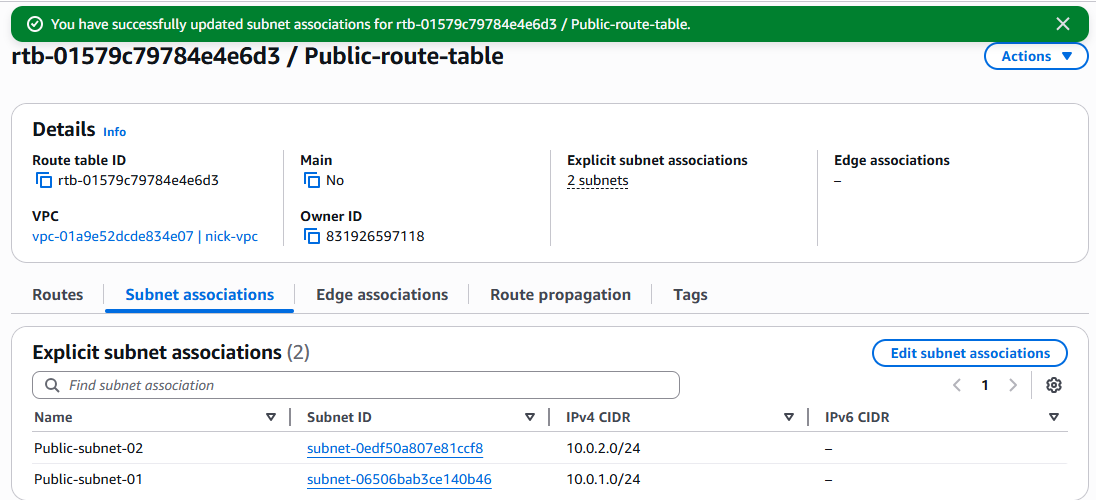 You have successfully updated subnet associations for rtb-01579c79784e4e6d3 / Public-route-table.
rtb-01579c79784e4e6d3 / Public-route-table
Actions
Details Info
Route table ID
rtb-01579c79784e4e6d3
Main
No
Explicit subnet associations
2 subnets
Edge associations
–
VPC
vpc-01a9e52dcde834e07 | nick-vpc
Owner ID
831926597118
Routes Subnet associations Edge associations Route propagation Tags
Explicit subnet associations (2)
Edit subnet associations
Find subnet association
1
Name Subnet ID IPv4 CIDR IPv6 CIDR
Public-subnet-02 subnet-0edf50a807e81ccf8 10.0.2.0/24 –
Public-subnet-01 subnet-06506bab3ce140b46 10.0.1.0/24 –